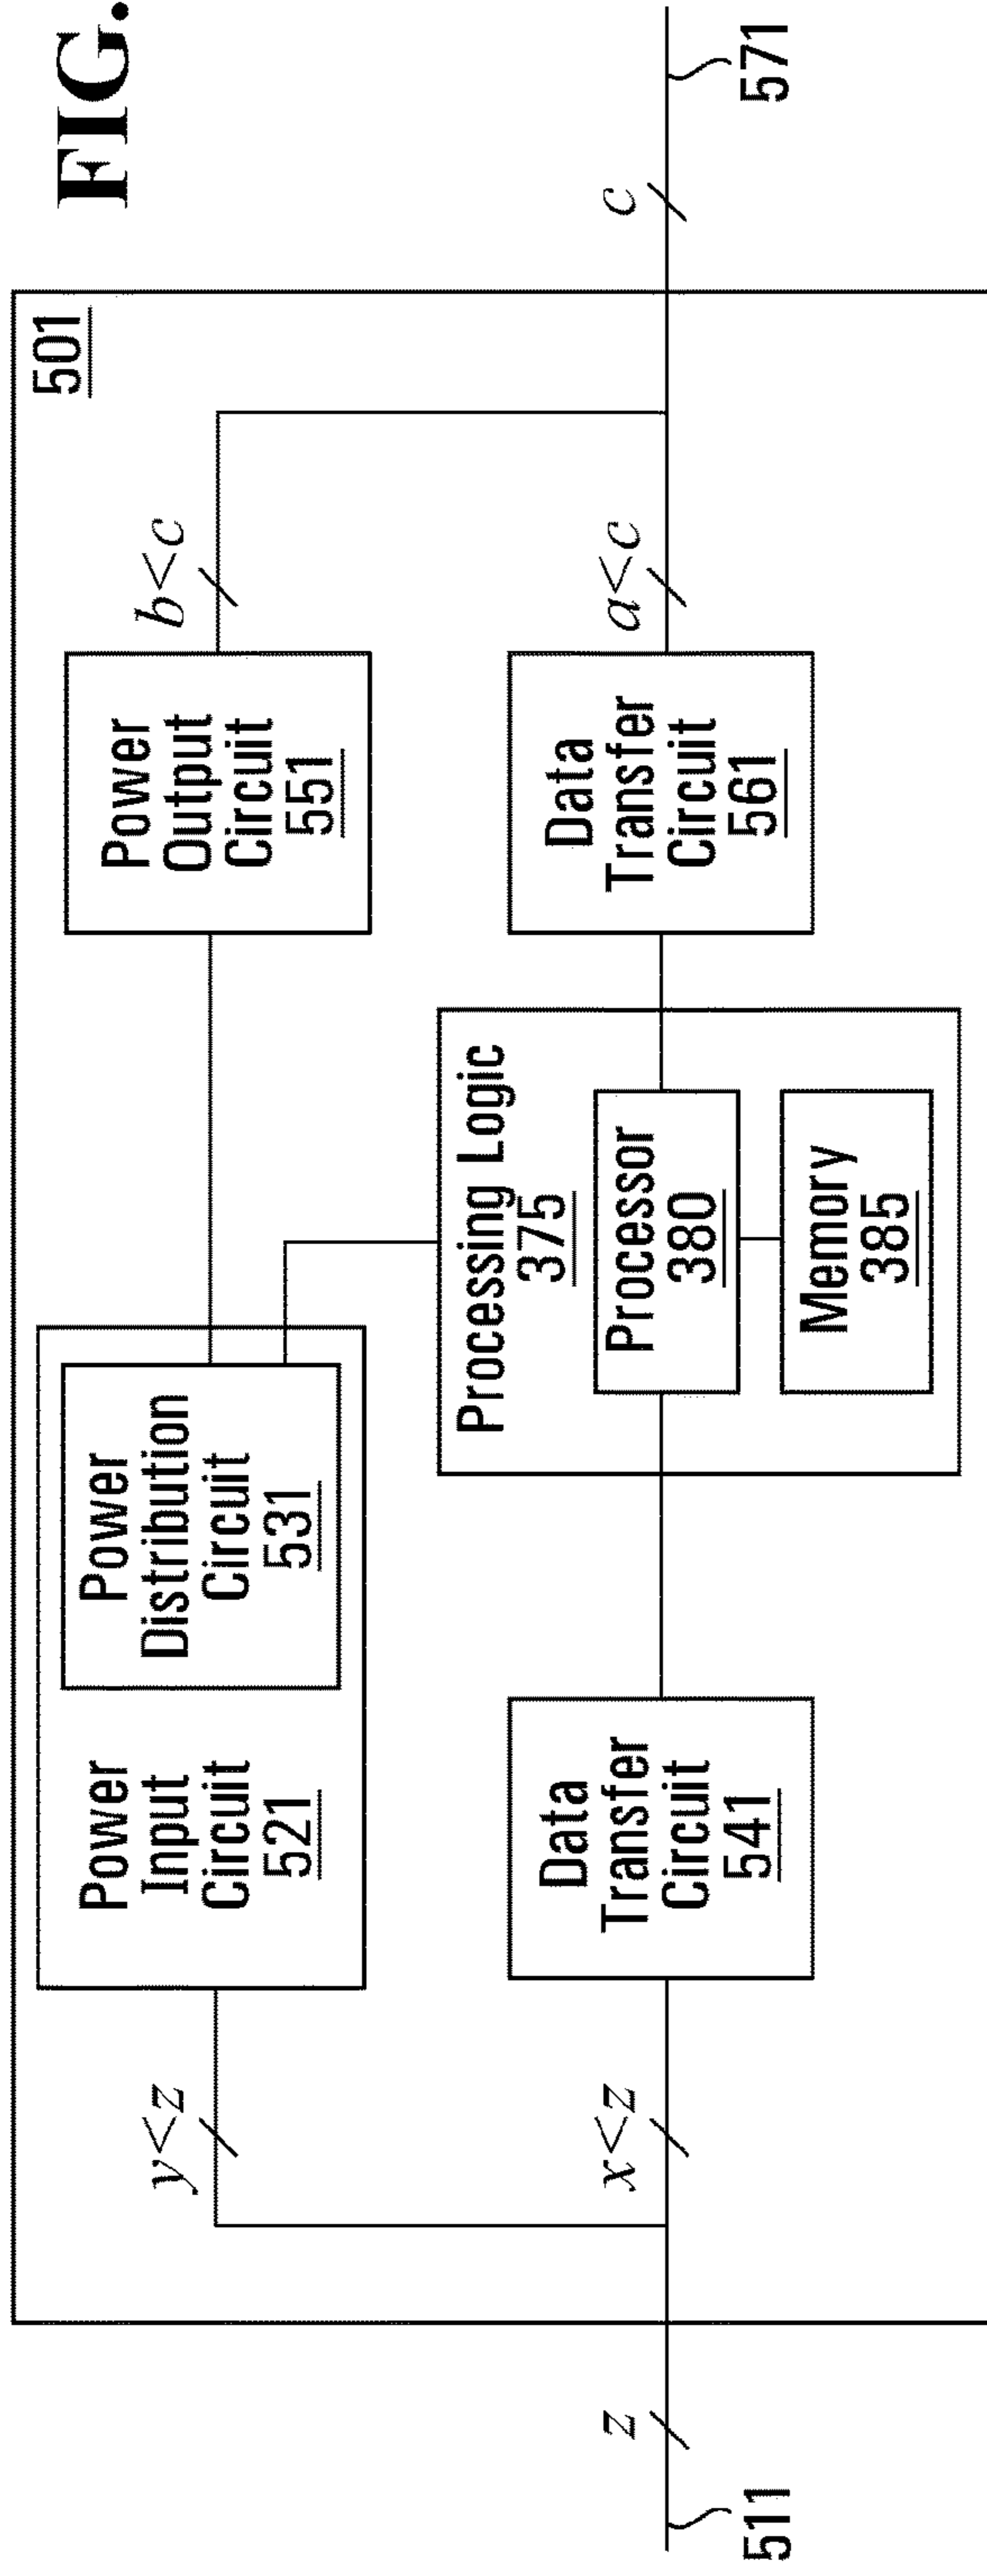 FIG.
501
Power
Input
Circuit
521
Power
Distribution
Circuit
531
Power
Output
Circuit
551
y<z
b<c
z
x<z
Data
Transfer
Circuit
541
Processing Logic
375
Processor
380
Memory
385
Data
Transfer
Circuit
561
a<c
c
511
571